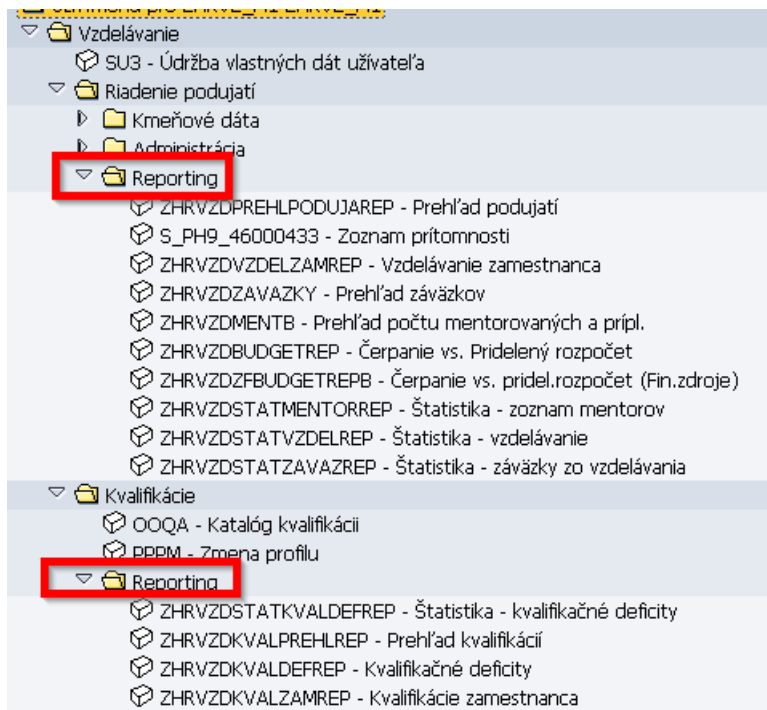 Vzdelávanie
SU3 - Údržba vlastných dát užívateľa
Riadenie podujatí
Kmeňové dáta
Administrácia
Reporting
ZHRVZDPREHLPODUJAREP - Prehľad podujatí
S_PH9_46000433 - Zoznam prítomnosti
ZHRVZDVZDELZAMREP - Vzdelávanie zamestnanca
ZHRVZDZAVAZKY - Prehľad záväzkov
ZHRVZDMENTB - Prehľad počtu mentorovaných a prípl.
ZHRVZDBUDGETREP - Čerpanie vs. Pridelený rozpočet
ZHRVZDZFBUDGETREPB - Čerpanie vs. pridel.rozpočet (Fin.zdroje)
ZHRVZDSTATMENTORREP - Štatistika - zoznam mentorov
ZHRVZDSTATVZDELREP - Štatistika - vzdelávanie
ZHRVZDSTATZAVAZREP - Štatistika - záväzky zo vzdelávania
Kvalifikácie
OOQA - Katalóg kvalifikácii
PPPM - Zmena profilu
Reporting
ZHRVZDSTATKVALDEFREP - Štatistika - kvalifikačné deficity
ZHRVZDKVALPREHLREP - Prehľad kvalifikácií
ZHRVZDKVALDEFREP - Kvalifikačné deficity
ZHRVZDKVALZAMREP - Kvalifikácie zamestnanca